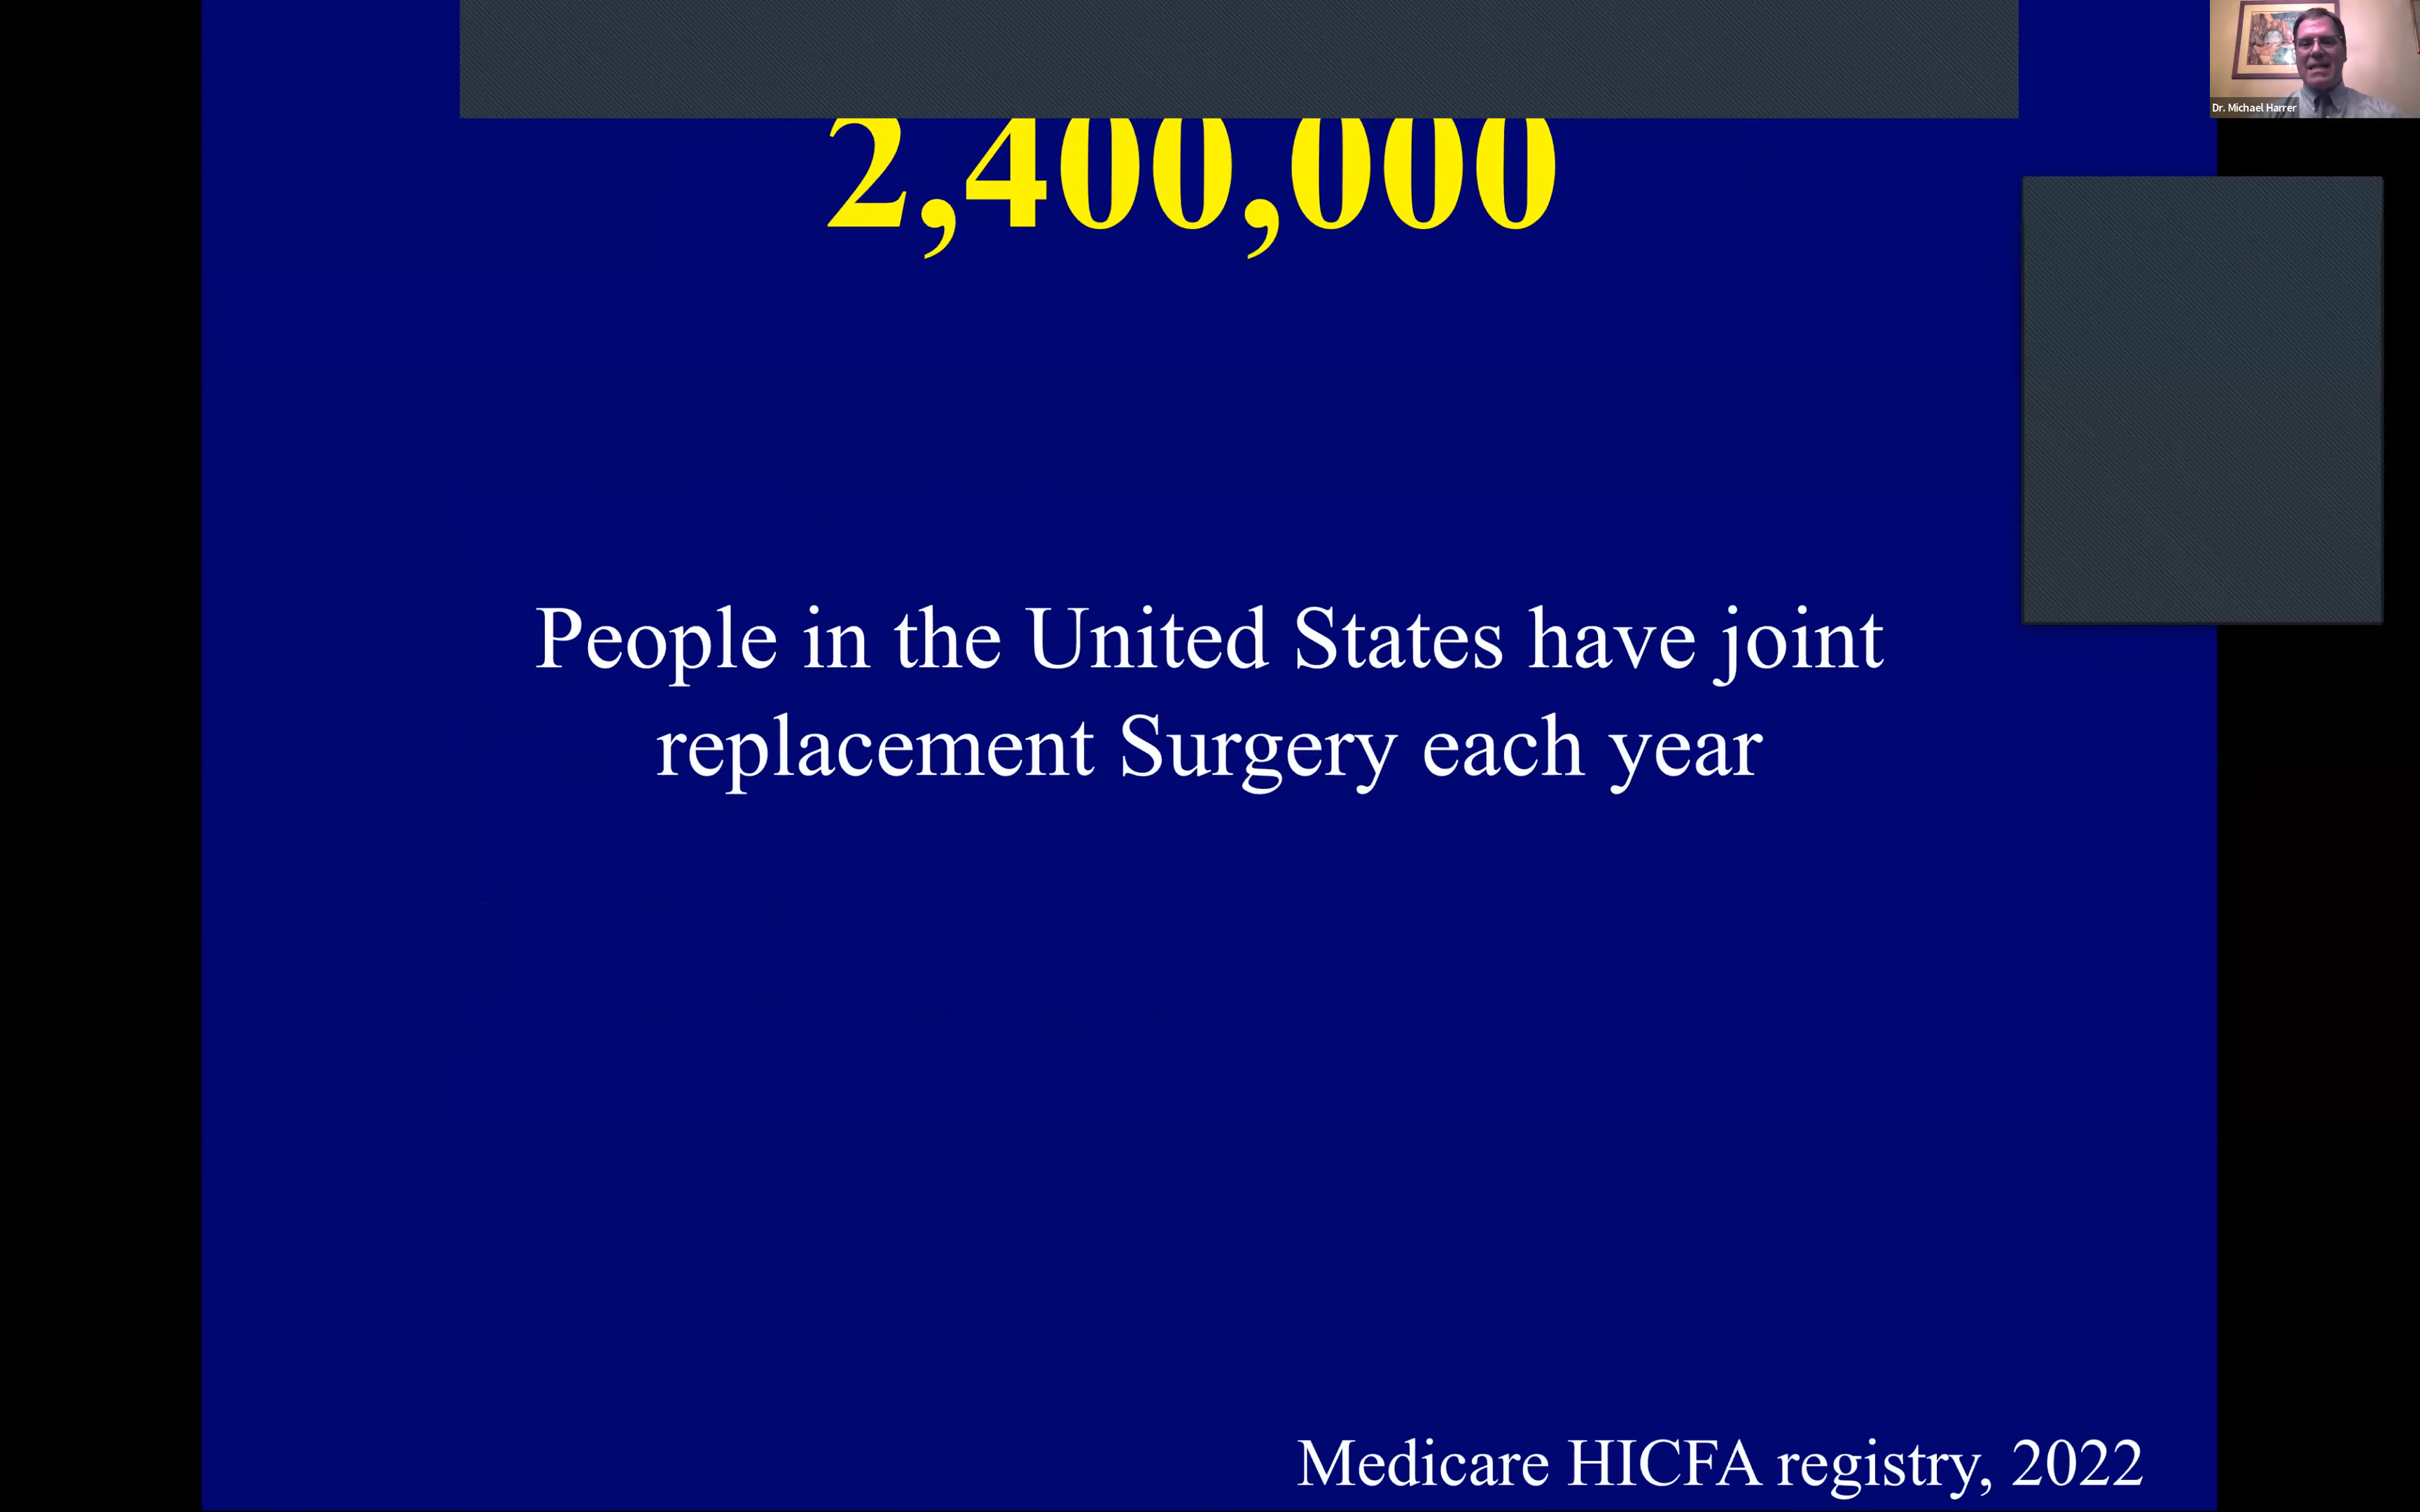 Dr. Michael Harrer
2,400,000
People in the United States have joint
replacement Surgery each year
Medicare HICFA registry, 2022